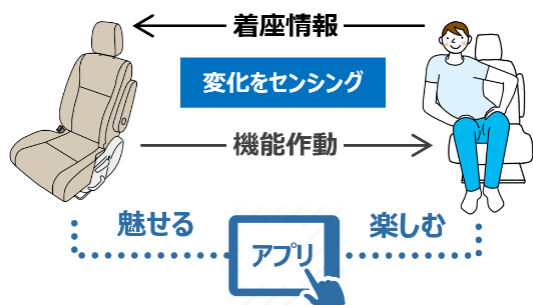 着座情報
変化をセンシング
機能作動
魅せる
楽しむ
アプリ